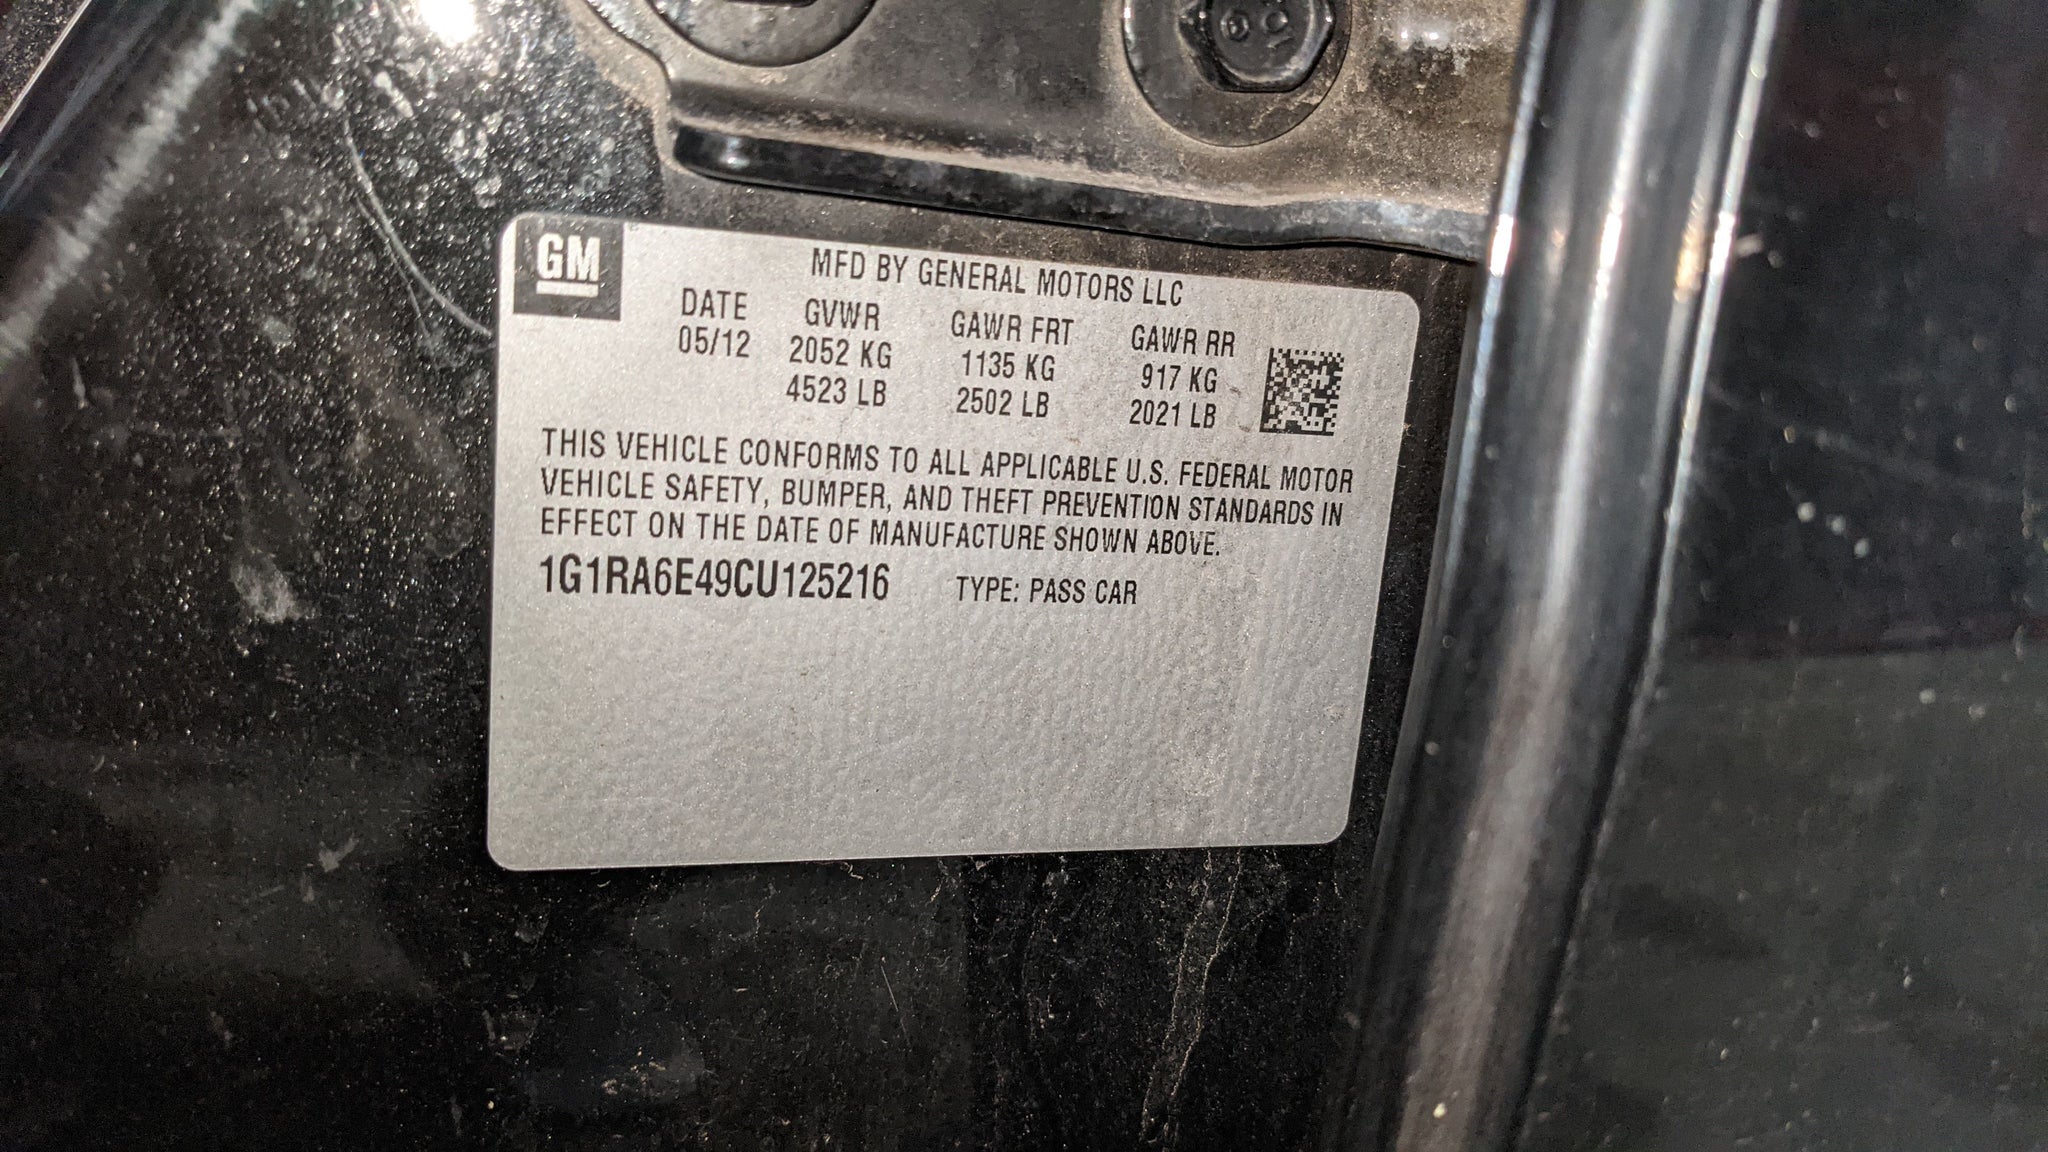 GM
MFD BY GENERAL MOTORS LLC
DATE GVWR GAWR FRT GAWR RR
05/12 2052 KG 1135 KG 917 KG
4523 LB 2502 LB 2021 LB
THIS VEHICLE CONFORMS TO ALL APPLICABLE U.S. FEDERAL MOTOR
VEHICLE SAFETY, BUMPER, AND THEFT PREVENTION STANDARDS IN
EFFECT ON THE DATE OF MANUFACTURE SHOWN ABOVE.
1G1RA6E49CU125216 TYPE: PASS CAR